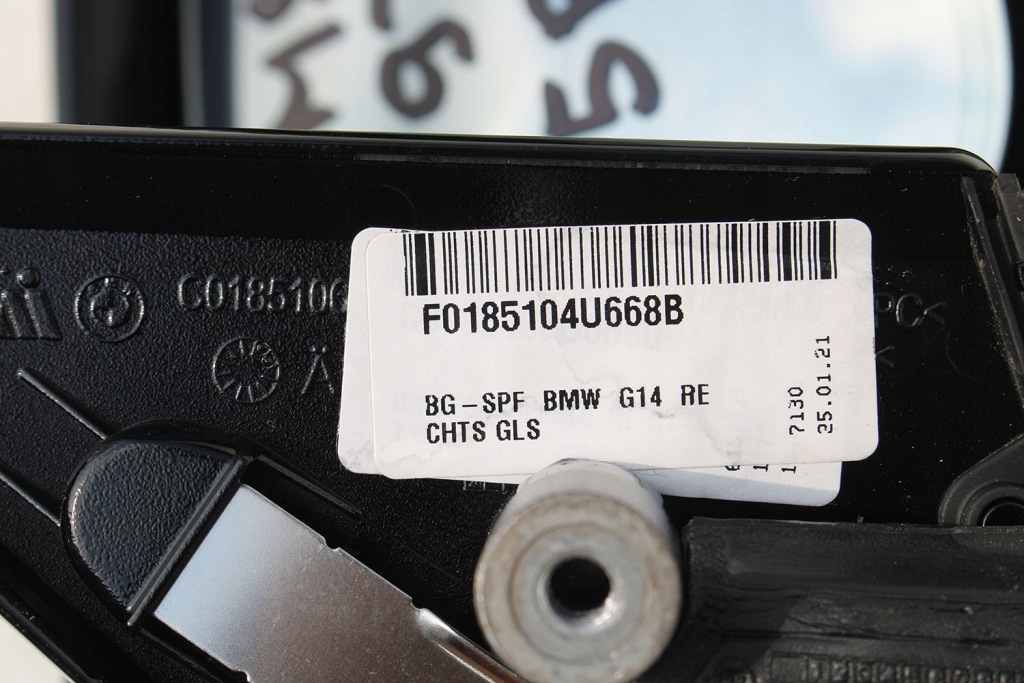 C018510
F0185104U668B
BG-SPF BMW G14 RE
CHTS GLS
7130
25.01.21